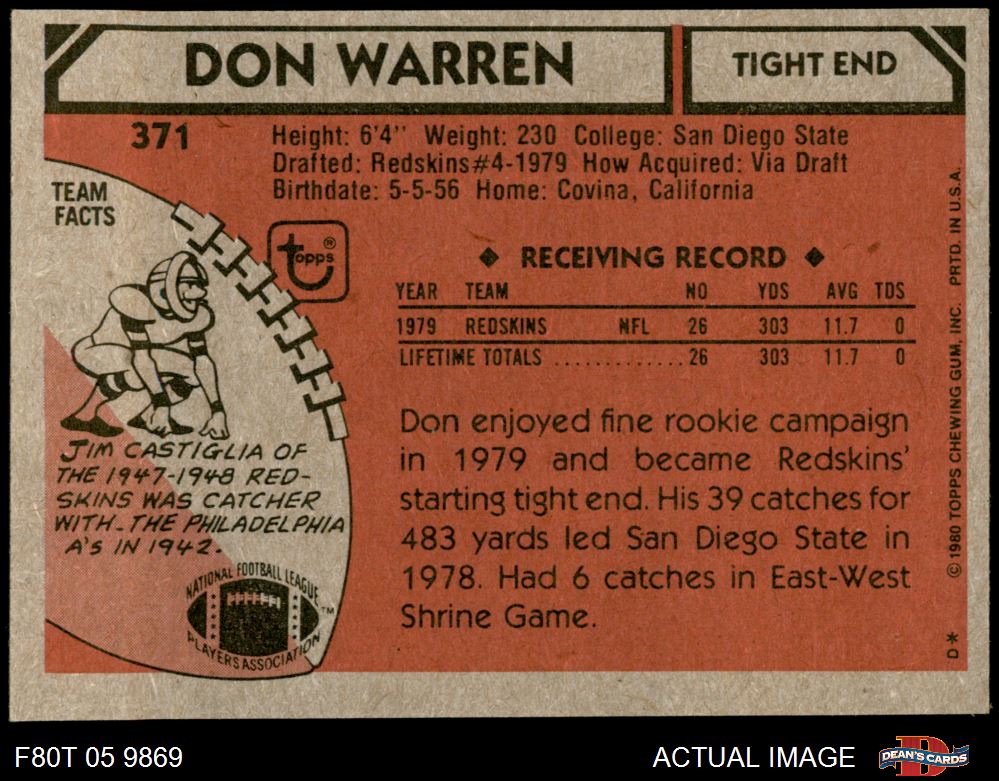 DON WARREN
TIGHT END
371
Height: 6'4" Weight: 230 College: San Diego State
Drafted: Redskins#4-1979 How Acquired: Via Draft
Birthdate: 5-5-56 Home: Covina, California
TEAM
FACTS
topps®
JIM CASTIGLIA OF
THE 1947-1948 RED-
SKINS WAS CATCHER
WITH THE PHILADELPHIA
A'S IN 1942.
NATIONAL FOOTBALL LEAGUE
PLAYERS ASSOCIATION
TM
◆ RECEIVING RECORD ◆
YEAR TEAM NO YDS AVG TDS
1979 REDSKINS NFL 26 303 11.7 0
LIFETIME TOTALS ............ 26 303 11.7 0
Don enjoyed fine rookie campaign
in 1979 and became Redskins'
starting tight end. His 39 catches for
483 yards led San Diego State in
1978. Had 6 catches in East-West
Shrine Game.
D* © 1980 TOPPS CHEWING GUM, INC. PRTD. IN U.S.A.
F80T 05 9869
ACTUAL IMAGE
DEAN'S CARDS